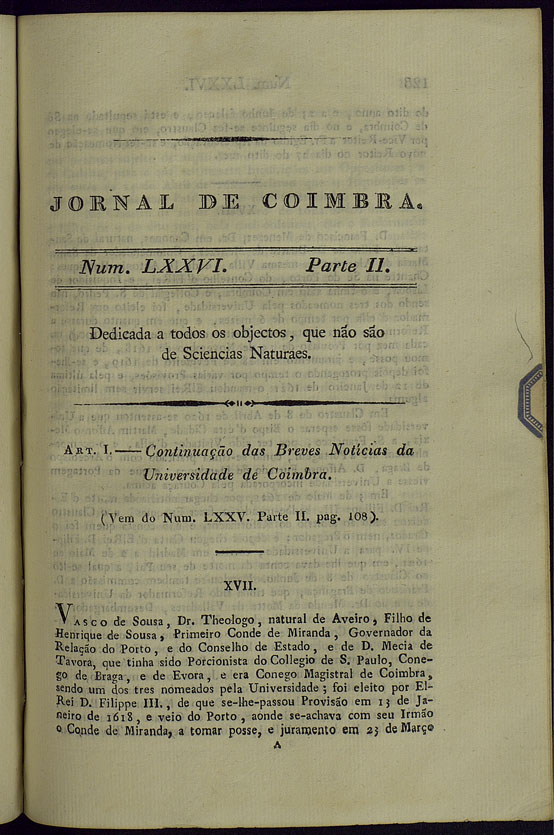 JORNAL DE COIMBRA.
Num. LXXVI. Parte II.
Dedicada a todos os objectos, que não são
de Sciencias Naturaes.
ART. I.—— Continuação das Breves Notícias da
Universidade de Coimbra.
(Vem do Num. LXXV. Parte II. pag. 108).
XVII.
VASCO de Sousa, Dr. Theologo, natural de Aveiro, Filho de
Henrique de Sousa, Primeiro Conde de Miranda, Governador da
Relação do Porto, e do Conselho de Estado, e de D. Mecia de
Tavora, que tinha sido Porcionista do Collegio de S. Paulo, Cone-
go de Braga, e de Evora, e era Conego Magistral de Coimbra,
sendo um dos tres nomeados pela Universidade; foi eleito por El-
Rei D. Filippe III., de que se-lhe-passou Provisão em 13 de Ja-
neiro de 1618, e veio do Porto, aonde se-achava com seu Irmão
o Conde de Miranda, a tomar posse, e juramento em 23 de Março
A